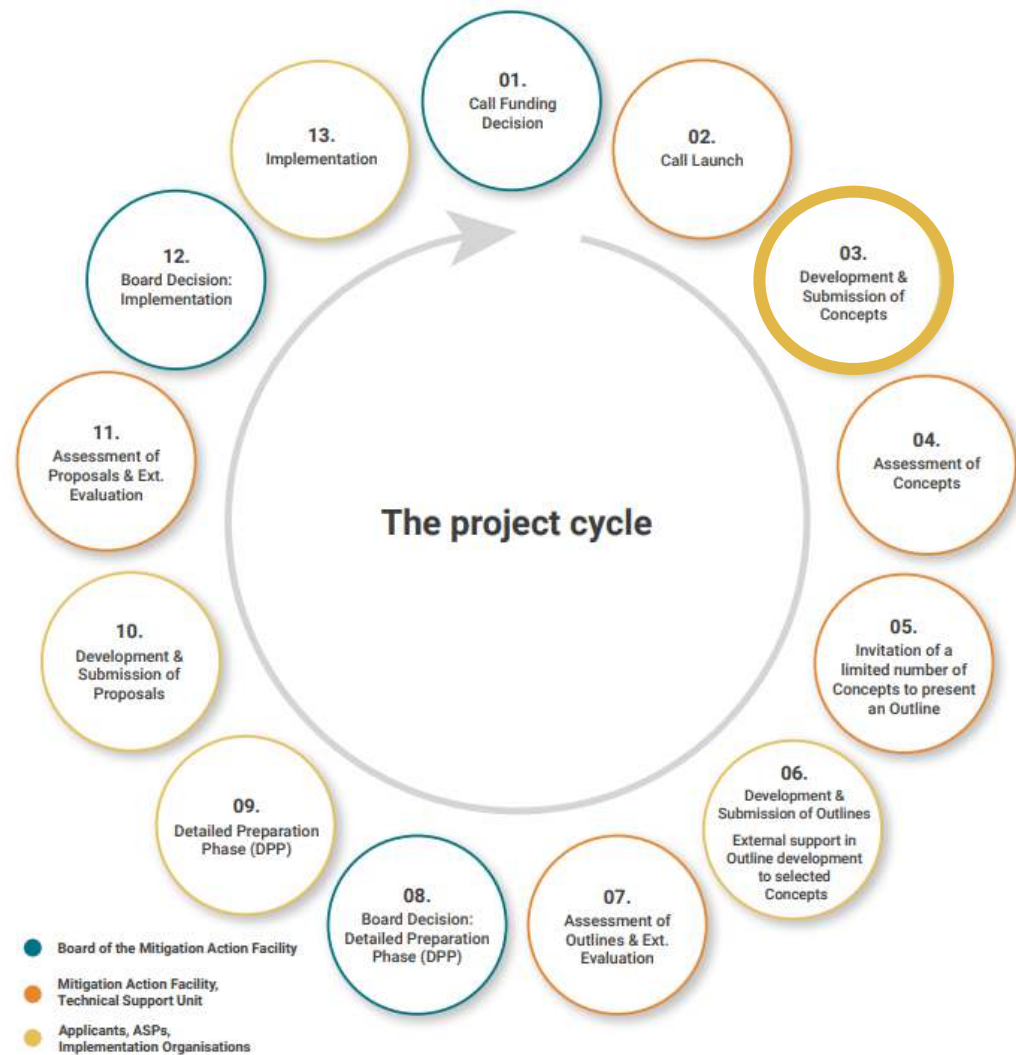 01.
Call Funding
Decision
02.
Call Launch
03.
Development &
Submission of
Concepts
04.
Assessment of
Concepts
05.
Invitation of a
limited number of
Concepts to present
an Outline
06.
Development &
Submission of Outlines
External support in
Outline development
to selected
Concepts
07.
Assessment of
Outlines & Ext.
Evaluation
08.
Board Decision:
Detailed Preparation
Phase (DPP)
09.
Detailed Preparation
Phase (DPP)
10.
Development &
Submission of
Proposals
11.
Assessment of
Proposals & Ext.
Evaluation
12.
Board Decision:
Implementation
13.
Implementation
The project cycle
Board of the Mitigation Action Facility
Mitigation Action Facility,
Technical Support Unit
Applicants, ASPs,
Implementation Organisations